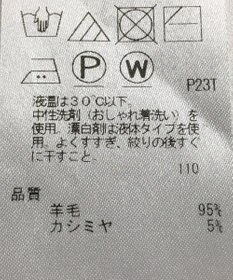 P W
P23T
液温は30℃以下。
中性洗剤(おしゃれ着洗い)を
使用。漂白剤は液体タイプを使
用。よくすすぎ、絞りの後すぐ
に干すこと。
110
品質
羊毛 95%
カシミヤ 5%